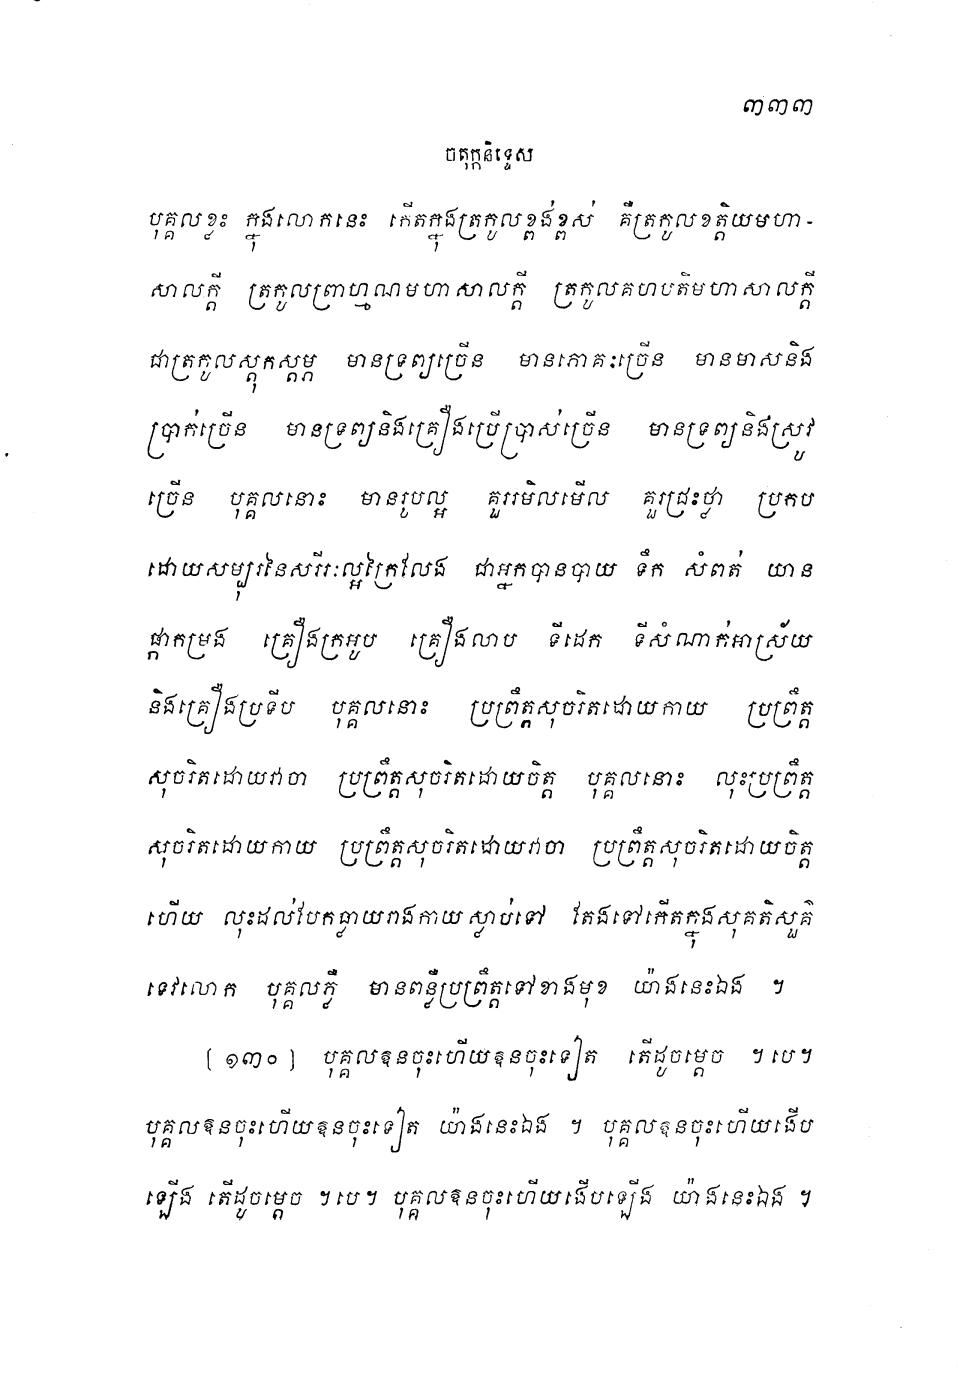 ៣៣៣
ចតុក្កនិទ្ទេស
បុគ្គលខ្លះ ក្នុងលោកនេះ កើតក្នុងត្រកូលខ្ពង់ខ្ពស់ គឺត្រកូលខត្តិយមហា-
សាលក្តី ត្រកូលព្រាហ្មណមហាសាលក្តី ត្រកូលគហបតិមហាសាលក្តី
ជាត្រកូលស្តុកស្តម្ភ មានទ្រព្យច្រើន មានភោគៈច្រើន មានមាសនិង
ប្រាក់ច្រើន មានទ្រព្យនិងគ្រឿងប្រើប្រាស់ច្រើន មានទ្រព្យនិងស្រូវ
ច្រើន បុគ្គលនោះ មានរូបល្អ គួររមិលមើល គួរជ្រះថ្លា ប្រកប
ដោយសម្បុរនៃសរីរៈល្អក្រៃលែង ជាអ្នកបានបាយ ទឹក សំពត់ យាន
ផ្កាកម្រង គ្រឿងក្រអូប គ្រឿងលាប ទីដេក ទីសំណាក់អាស្រ័យ
និងគ្រឿងប្រទីប បុគ្គលនោះ ប្រព្រឹត្តសុចរិតដោយកាយ ប្រព្រឹត្ត
សុចរិតដោយវាចា ប្រព្រឹត្តសុចរិតដោយចិត្ត បុគ្គលនោះ លុះប្រព្រឹត្ត
សុចរិតដោយកាយ ប្រព្រឹត្តសុចរិតដោយវាចា ប្រព្រឹត្តសុចរិតដោយចិត្ត
ហើយ លុះដល់បែកធ្លាយរាងកាយស្លាប់ទៅ តែងទៅកើតក្នុងសុគតិសួគ៌
ទេវលោក បុគ្គលភ្លឺ មានពន្លឺប្រព្រឹត្តទៅខាងមុខ យ៉ាងនេះឯង ។
[ ១៣០ ] បុគ្គលឱនចុះហើយឱនចុះទៀត តើដូចម្តេច ។បេ។
បុគ្គលឱនចុះហើយឱនចុះទៀត យ៉ាងនេះឯង ។ បុគ្គលឱនចុះហើយងើប
ឡើង តើដូចម្តេច ។បេ។ បុគ្គលឱនចុះហើយងើបឡើង យ៉ាងនេះឯង ។